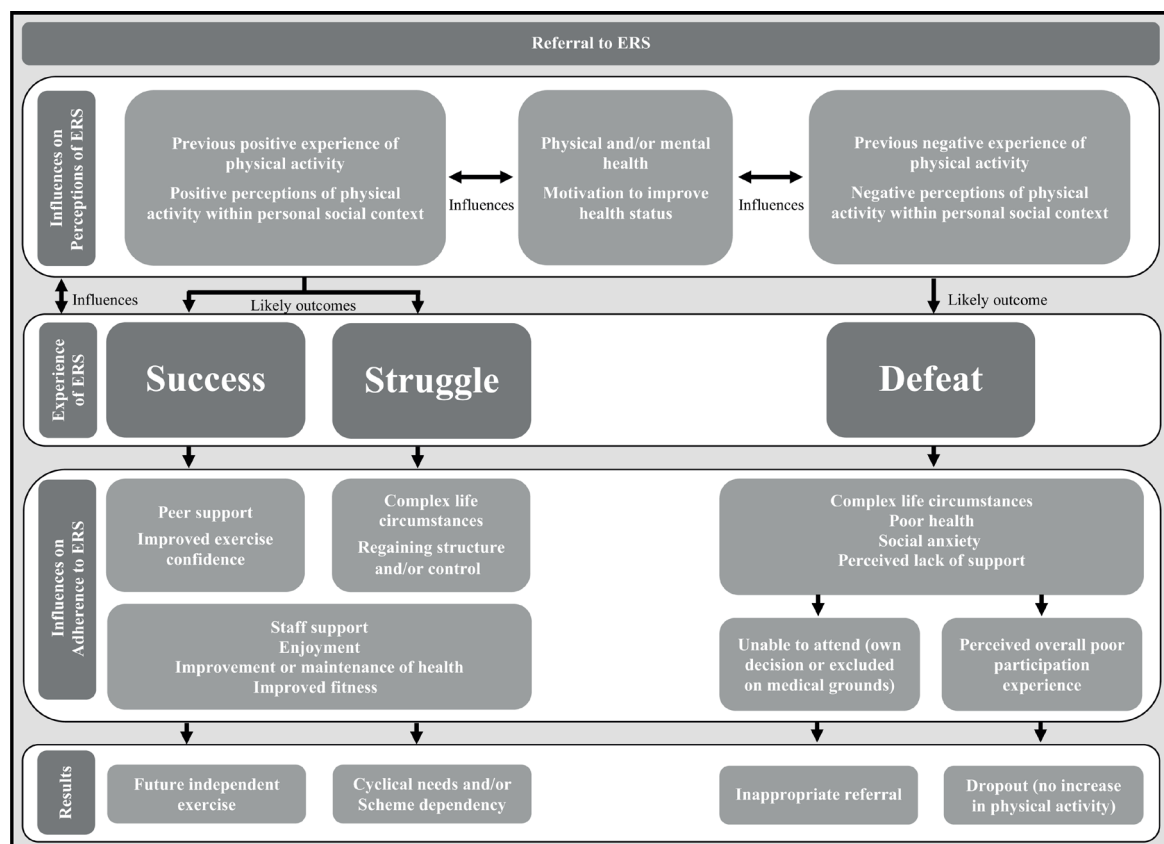 Referral to ERS
Influences on
Perceptions of ERS
Previous positive experience of
physical activity
Positive perceptions of physical
activity within personal social context
Influences
Physical and/or mental
health
Motivation to improve
health status
Influences
Previous negative experience of
physical activity
Negative perceptions of physical
activity within personal social context
Influences
Likely outcomes
Likely outcome
Experience
of ERS
Success
Struggle
Defeat
Influences on
Adherence to ERS
Peer support
Improved exercise
confidence
Complex life
circumstances
Regaining structure
and/or control
Staff support
Enjoyment
Improvement or maintenance of health
Improved fitness
Complex life circumstances
Poor health
Social anxiety
Perceived lack of support
Unable to attend (own
decision or excluded
on medical grounds)
Perceived overall poor
participation
experience
Results
Future independent
exercise
Cyclical needs and/or
Scheme dependency
Inappropriate referral
Dropout (no increase
in physical activity)